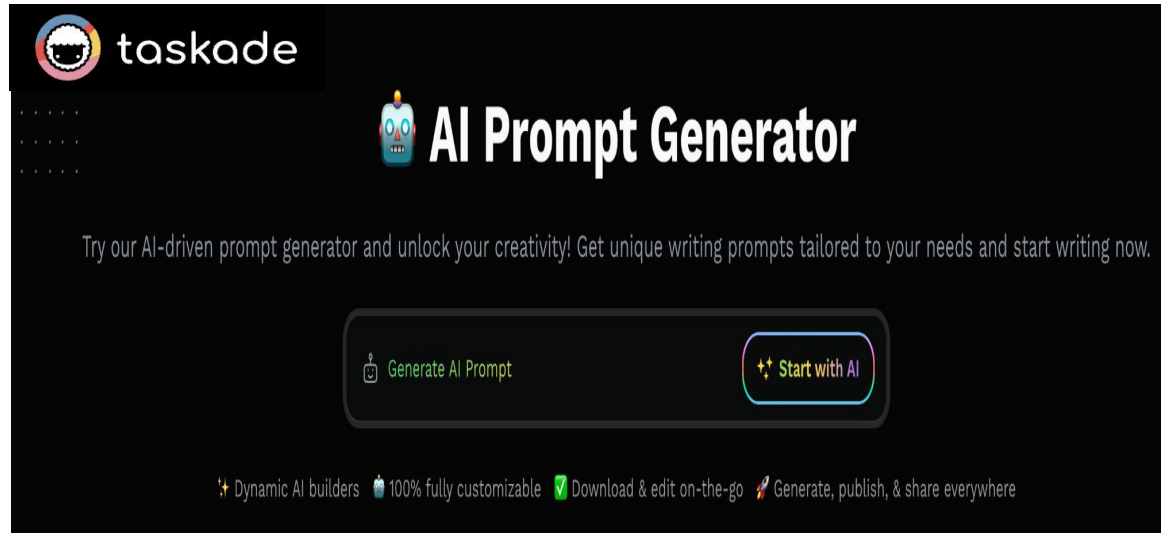 taskade
🤖 AI Prompt Generator
Try our AI-driven prompt generator and unlock your creativity! Get unique writing prompts tailored to your needs and start writing now.
Generate AI Prompt
✨ Start with AI
✨ Dynamic AI builders 🤖 100% fully customizable ✅ Download & edit on-the-go 🚀 Generate, publish, & share everywhere